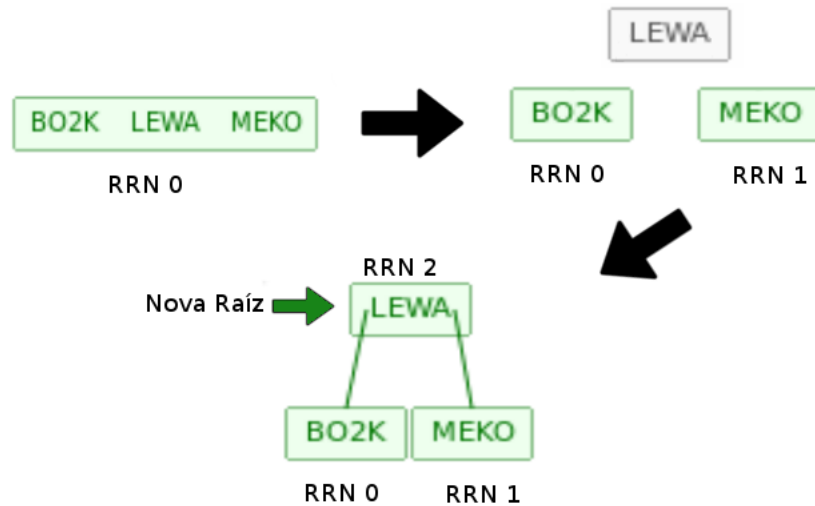 LEWA
BO2K LEWA MEKO
BO2K
MEKO
RRN 0
RRN 0
RRN 1
RRN 2
Nova Raíz
LEWA
BO2K
MEKO
RRN 0
RRN 1